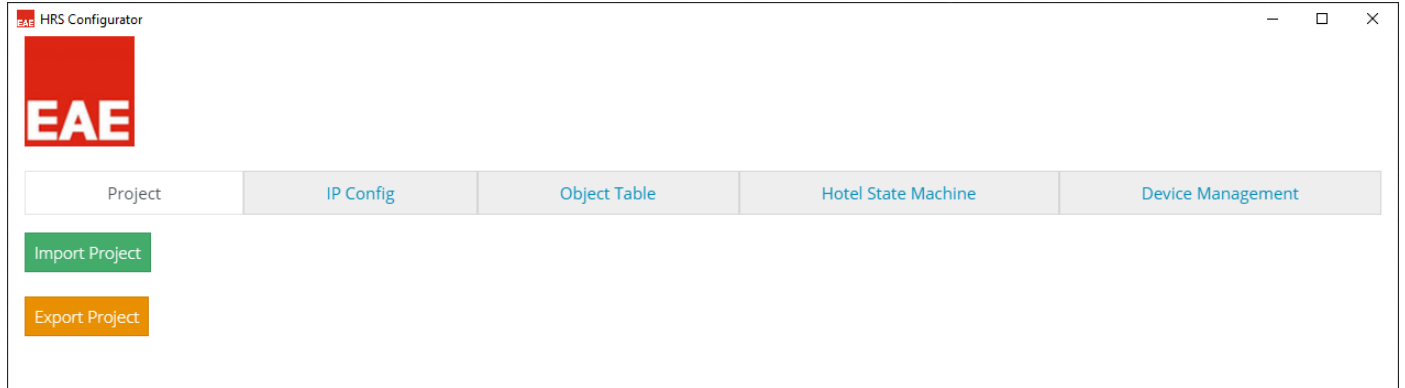 EAE HRS Configurator
EAE
Project IP Config Object Table Hotel State Machine Device Management
Import Project
Export Project